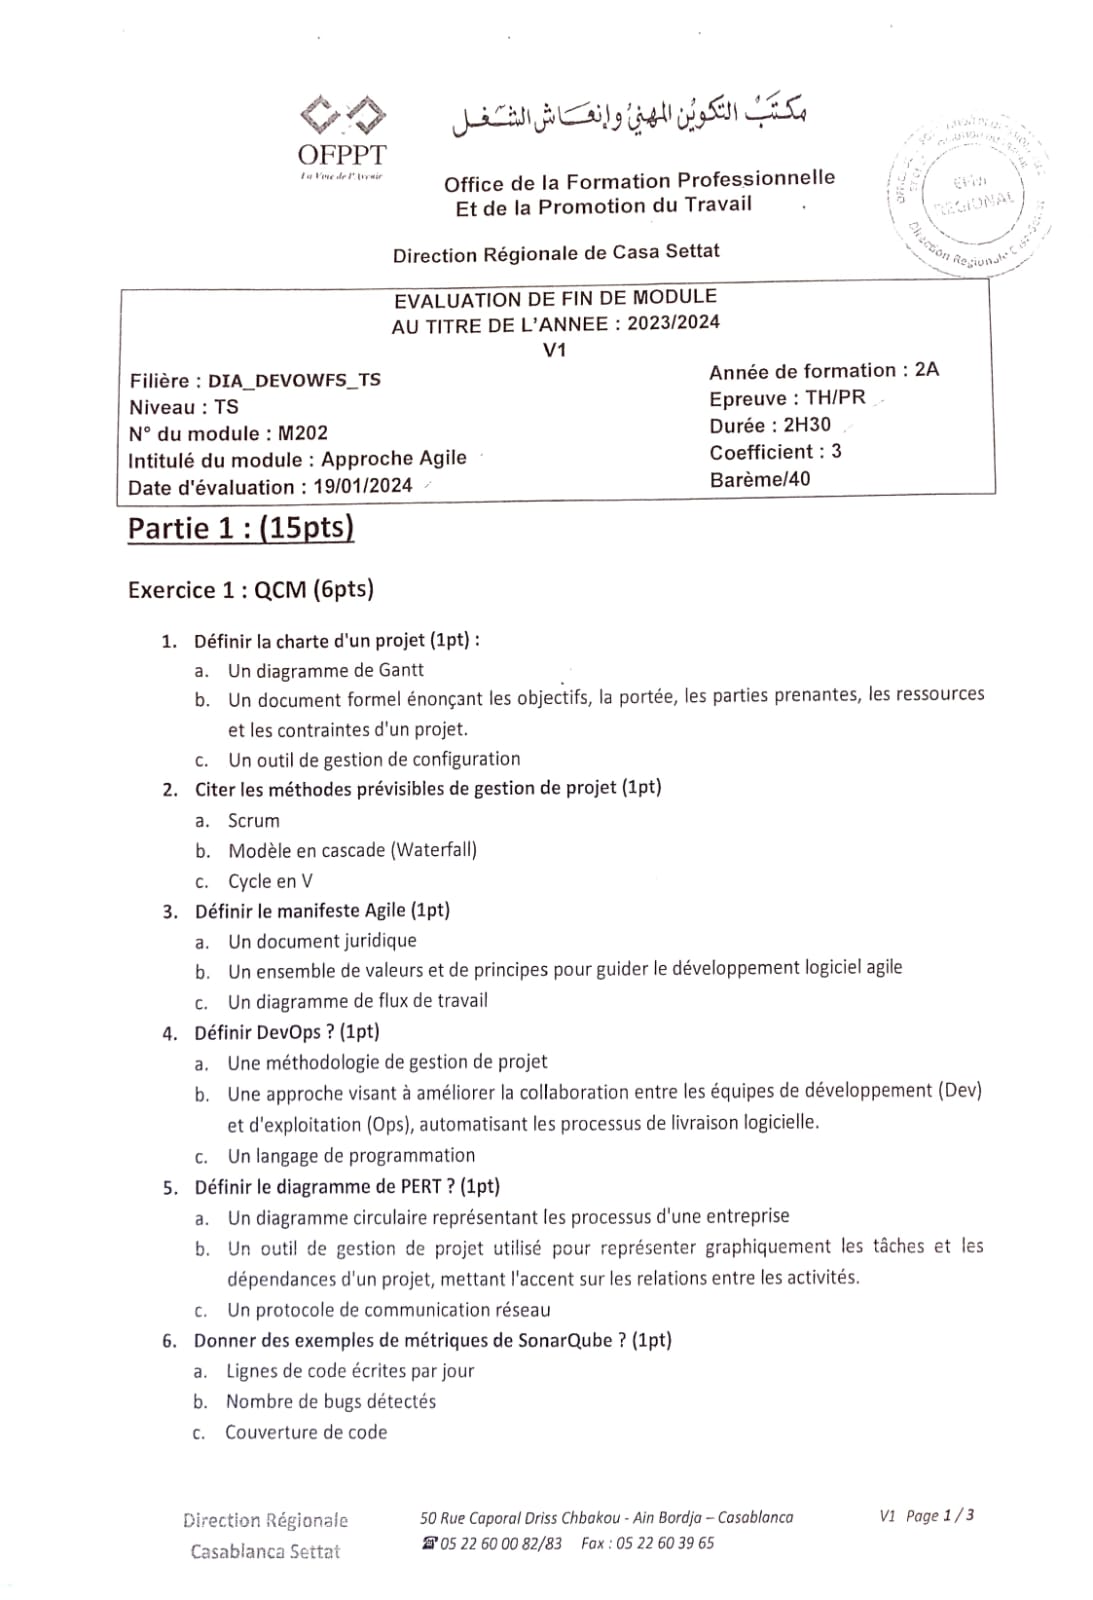 مكتب التكوين المهني وإنعاش الشغل
OFPPT
La Voie de l'Avenir
Office de la Formation Professionnelle
Et de la Promotion du Travail
REGIONAL
Direction Régionale
Direction Régionale de Casa Settat
EVALUATION DE FIN DE MODULE
AU TITRE DE L'ANNEE : 2023/2024
V1
Filière : DIA_DEVOWFS_TS
Niveau : TS
N° du module : M202
Intitulé du module : Approche Agile
Date d'évaluation : 19/01/2024
Année de formation : 2A
Epreuve : TH/PR
Durée : 2H30
Coefficient : 3
Barème/40
Partie 1 : (15pts)
Exercice 1 : QCM (6pts)
1. Définir la charte d'un projet (1pt) :
a. Un diagramme de Gantt
b. Un document formel énonçant les objectifs, la portée, les parties prenantes, les ressources
et les contraintes d'un projet.
c. Un outil de gestion de configuration
2. Citer les méthodes prévisibles de gestion de projet (1pt)
a. Scrum
b. Modèle en cascade (Waterfall)
c. Cycle en V
3. Définir le manifeste Agile (1pt)
a. Un document juridique
b. Un ensemble de valeurs et de principes pour guider le développement logiciel agile
c. Un diagramme de flux de travail
4. Définir DevOps ? (1pt)
a. Une méthodologie de gestion de projet
b. Une approche visant à améliorer la collaboration entre les équipes de développement (Dev)
et d'exploitation (Ops), automatisant les processus de livraison logicielle.
c. Un langage de programmation
5. Définir le diagramme de PERT ? (1pt)
a. Un diagramme circulaire représentant les processus d'une entreprise
b. Un outil de gestion de projet utilisé pour représenter graphiquement les tâches et les
dépendances d'un projet, mettant l'accent sur les relations entre les activités.
c. Un protocole de communication réseau
6. Donner des exemples de métriques de SonarQube ? (1pt)
a. Lignes de code écrites par jour
b. Nombre de bugs détectés
c. Couverture de code
Direction Régionale
Casablanca Settat
50 Rue Caporal Driss Chbakou - Ain Bordja – Casablanca
☎05 22 60 00 82/83 Fax : 05 22 60 39 65
V1 Page 1 / 3